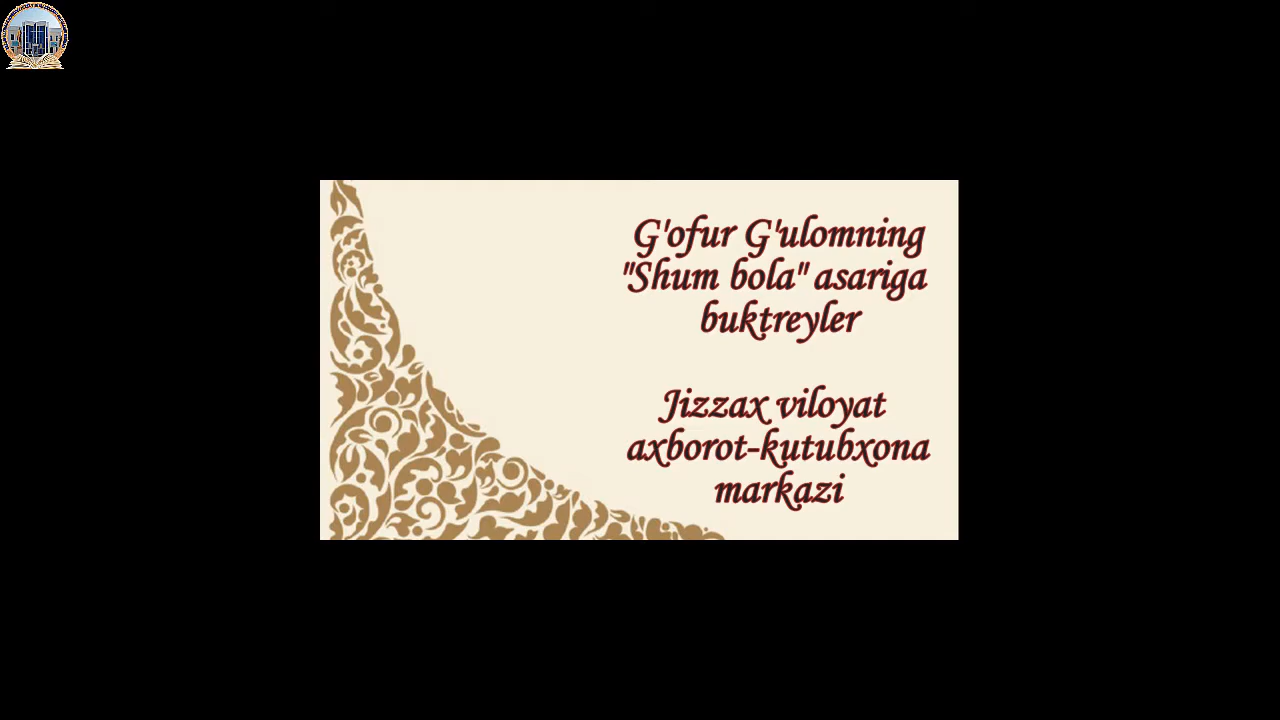 G'ofur G'ulomning
"Shum bola" asariga
buktreyler
Jizzax viloyat
axborot-kutubxona
markazi